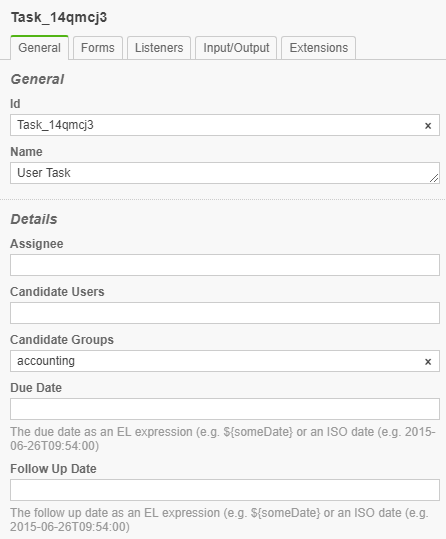 Task_14qmcj3
General Forms Listeners Input/Output Extensions
General
Id
Task_14qmcj3 ×
Name
User Task
Details
Assignee
Candidate Users
Candidate Groups
accounting ×
Due Date
The due date as an EL expression (e.g. ${someDate} or an ISO date (e.g. 2015-
06-26T09:54:00)
Follow Up Date
The follow up date as an EL expression (e.g. ${someDate} or an ISO date (e.g.
2015-06-26T09:54:00)